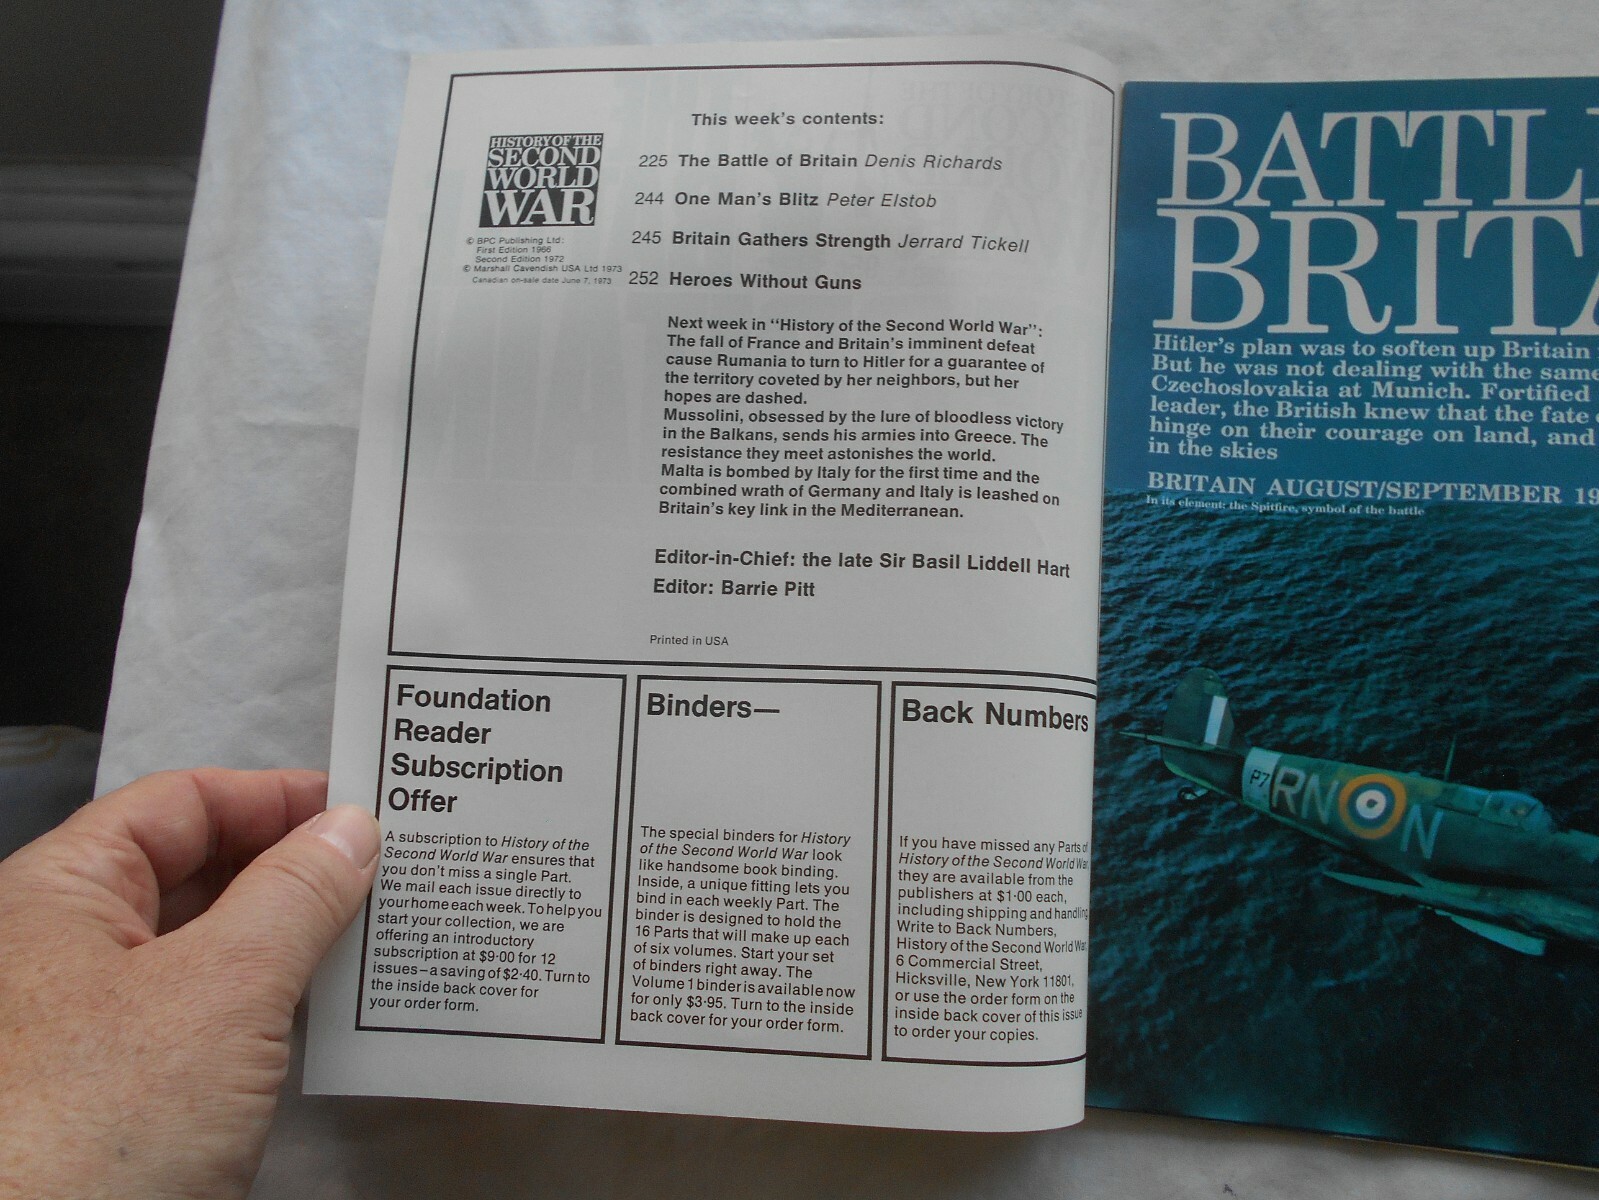 This week's contents:
HISTORY OF THE
SECOND
WORLD
WAR
© BPC Publishing Ltd:
First Edition 1966
Second Edition 1972
© Marshall Cavendish USA Ltd 1973
Canadian on-sale date June 7, 1973
225 The Battle of Britain Denis Richards
244 One Man's Blitz Peter Elstob
245 Britain Gathers Strength Jerrard Tickell
252 Heroes Without Guns
Next week in "History of the Second World War":
The fall of France and Britain's imminent defeat
cause Rumania to turn to Hitler for a guarantee of
the territory coveted by her neighbors, but her
hopes are dashed.
Mussolini, obsessed by the lure of bloodless victory
in the Balkans, sends his armies into Greece. The
resistance they meet astonishes the world.
Malta is bombed by Italy for the first time and the
combined wrath of Germany and Italy is leashed on
Britain's key link in the Mediterranean.
Editor-in-Chief: the late Sir Basil Liddell Hart
Editor: Barrie Pitt
Printed in USA
Foundation
Reader
Subscription
Offer
A subscription to History of the
Second World War ensures that
you don't miss a single Part.
We mail each issue directly to
your home each week. To help you
start your collection, we are
offering an introductory
subscription at $9·00 for 12
issues–a saving of $2·40. Turn to
the inside back cover for
your order form.
Binders—
The special binders for History
of the Second World War look
like handsome book binding.
Inside, a unique fitting lets you
bind in each weekly Part. The
binder is designed to hold the
16 Parts that will make up each
of six volumes. Start your set
of binders right away. The
Volume 1 binder is available now
for only $3·95. Turn to the inside
back cover for your order form.
Back Numbers
If you have missed any Parts of
History of the Second World War
they are available from the
publishers at $1·00 each,
including shipping and handling
Write to Back Numbers,
History of the Second World War,
6 Commercial Street,
Hicksville, New York 11801,
or use the order form on the
inside back cover of this issue
to order your copies.
BATTL
BRITA
Hitler's plan was to soften up Britain
But he was not dealing with the same
Czechoslovakia at Munich. Fortified
leader, the British knew that the fate
hinge on their courage on land, and
in the skies
BRITAIN AUGUST/SEPTEMBER 19
In its element: the Spitfire, symbol of the battle
P7
RN N